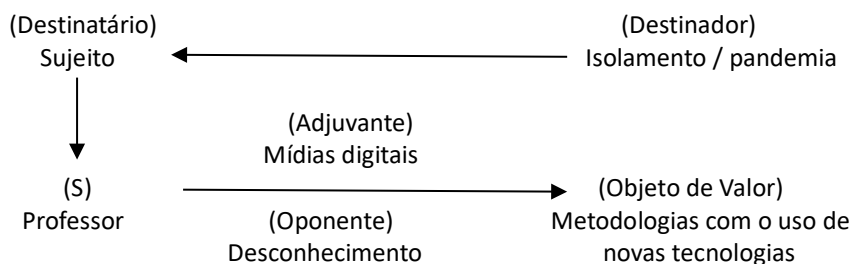 (Destinatário)
Sujeito
(Destinador)
Isolamento / pandemia
(Adjuvante)
Mídias digitais
(S)
Professor
(Oponente)
Desconhecimento
(Objeto de Valor)
Metodologias com o uso de
novas tecnologias